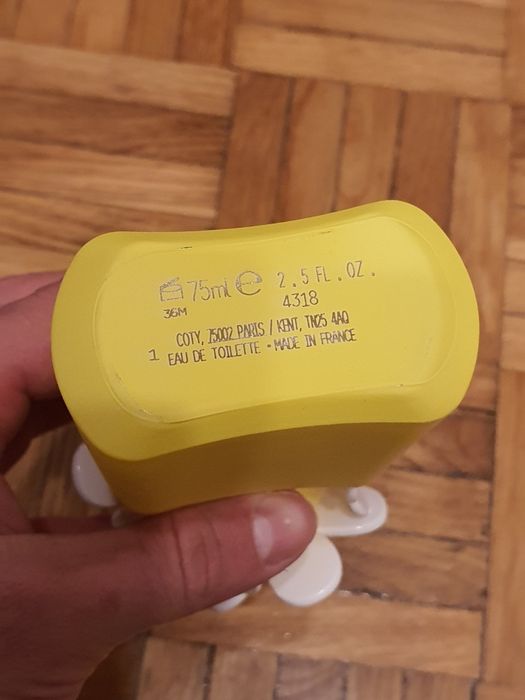 75ml ℮ 2.5 FL.OZ.
36M 4318
COTY, 75002 PARIS / KENT, TN25 4AQ
1 EAU DE TOILETTE • MADE IN FRANCE